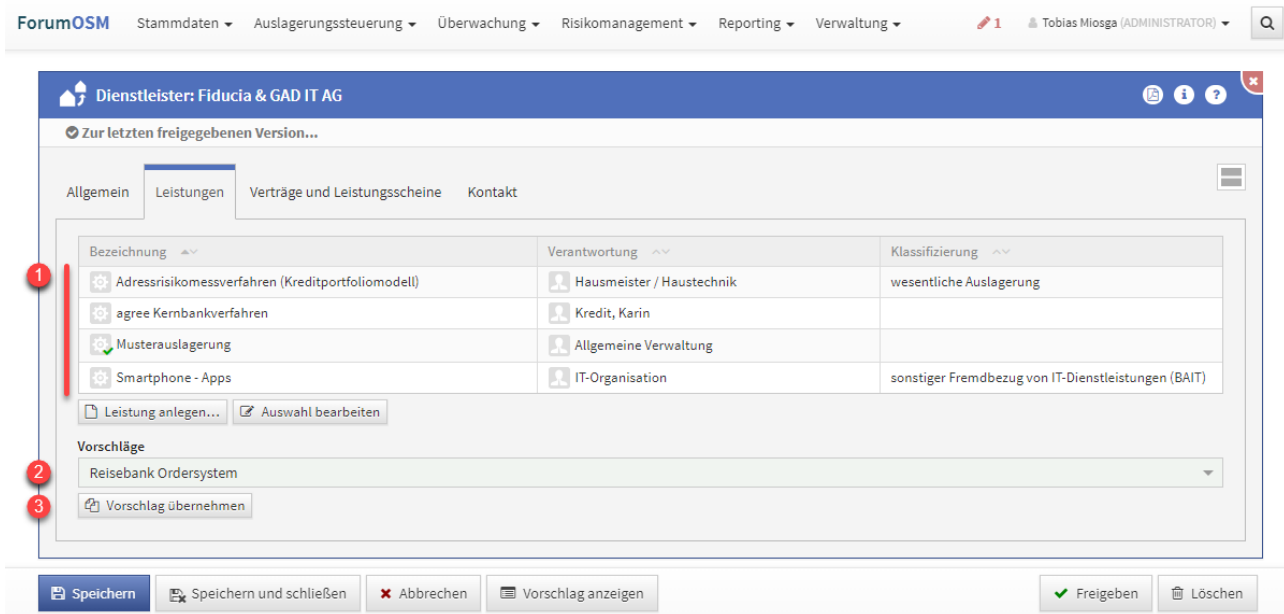 ForumOSM Stammdaten Auslagerungssteuerung Überwachung Risikomanagement Reporting Verwaltung 1 Tobias Miosga (ADMINISTRATOR)
Dienstleister: Fiducia & GAD IT AG
Zur letzten freigegebenen Version...
Allgemein Leistungen Verträge und Leistungsscheine Kontakt
Bezeichnung Verantwortung Klassifizierung
1
Adressrisikomessverfahren (Kreditportfoliomodell) Hausmeister / Haustechnik wesentliche Auslagerung
agree Kernbankverfahren Kredit, Karin
Musterauslagerung Allgemeine Verwaltung
Smartphone - Apps IT-Organisation sonstiger Fremdbezug von IT-Dienstleistungen (BAIT)
Leistung anlegen... Auswahl bearbeiten
Vorschläge
2 Reisebank Ordersystem
3 Vorschlag übernehmen
Speichern Speichern und schließen Abbrechen Vorschlag anzeigen Freigeben Löschen